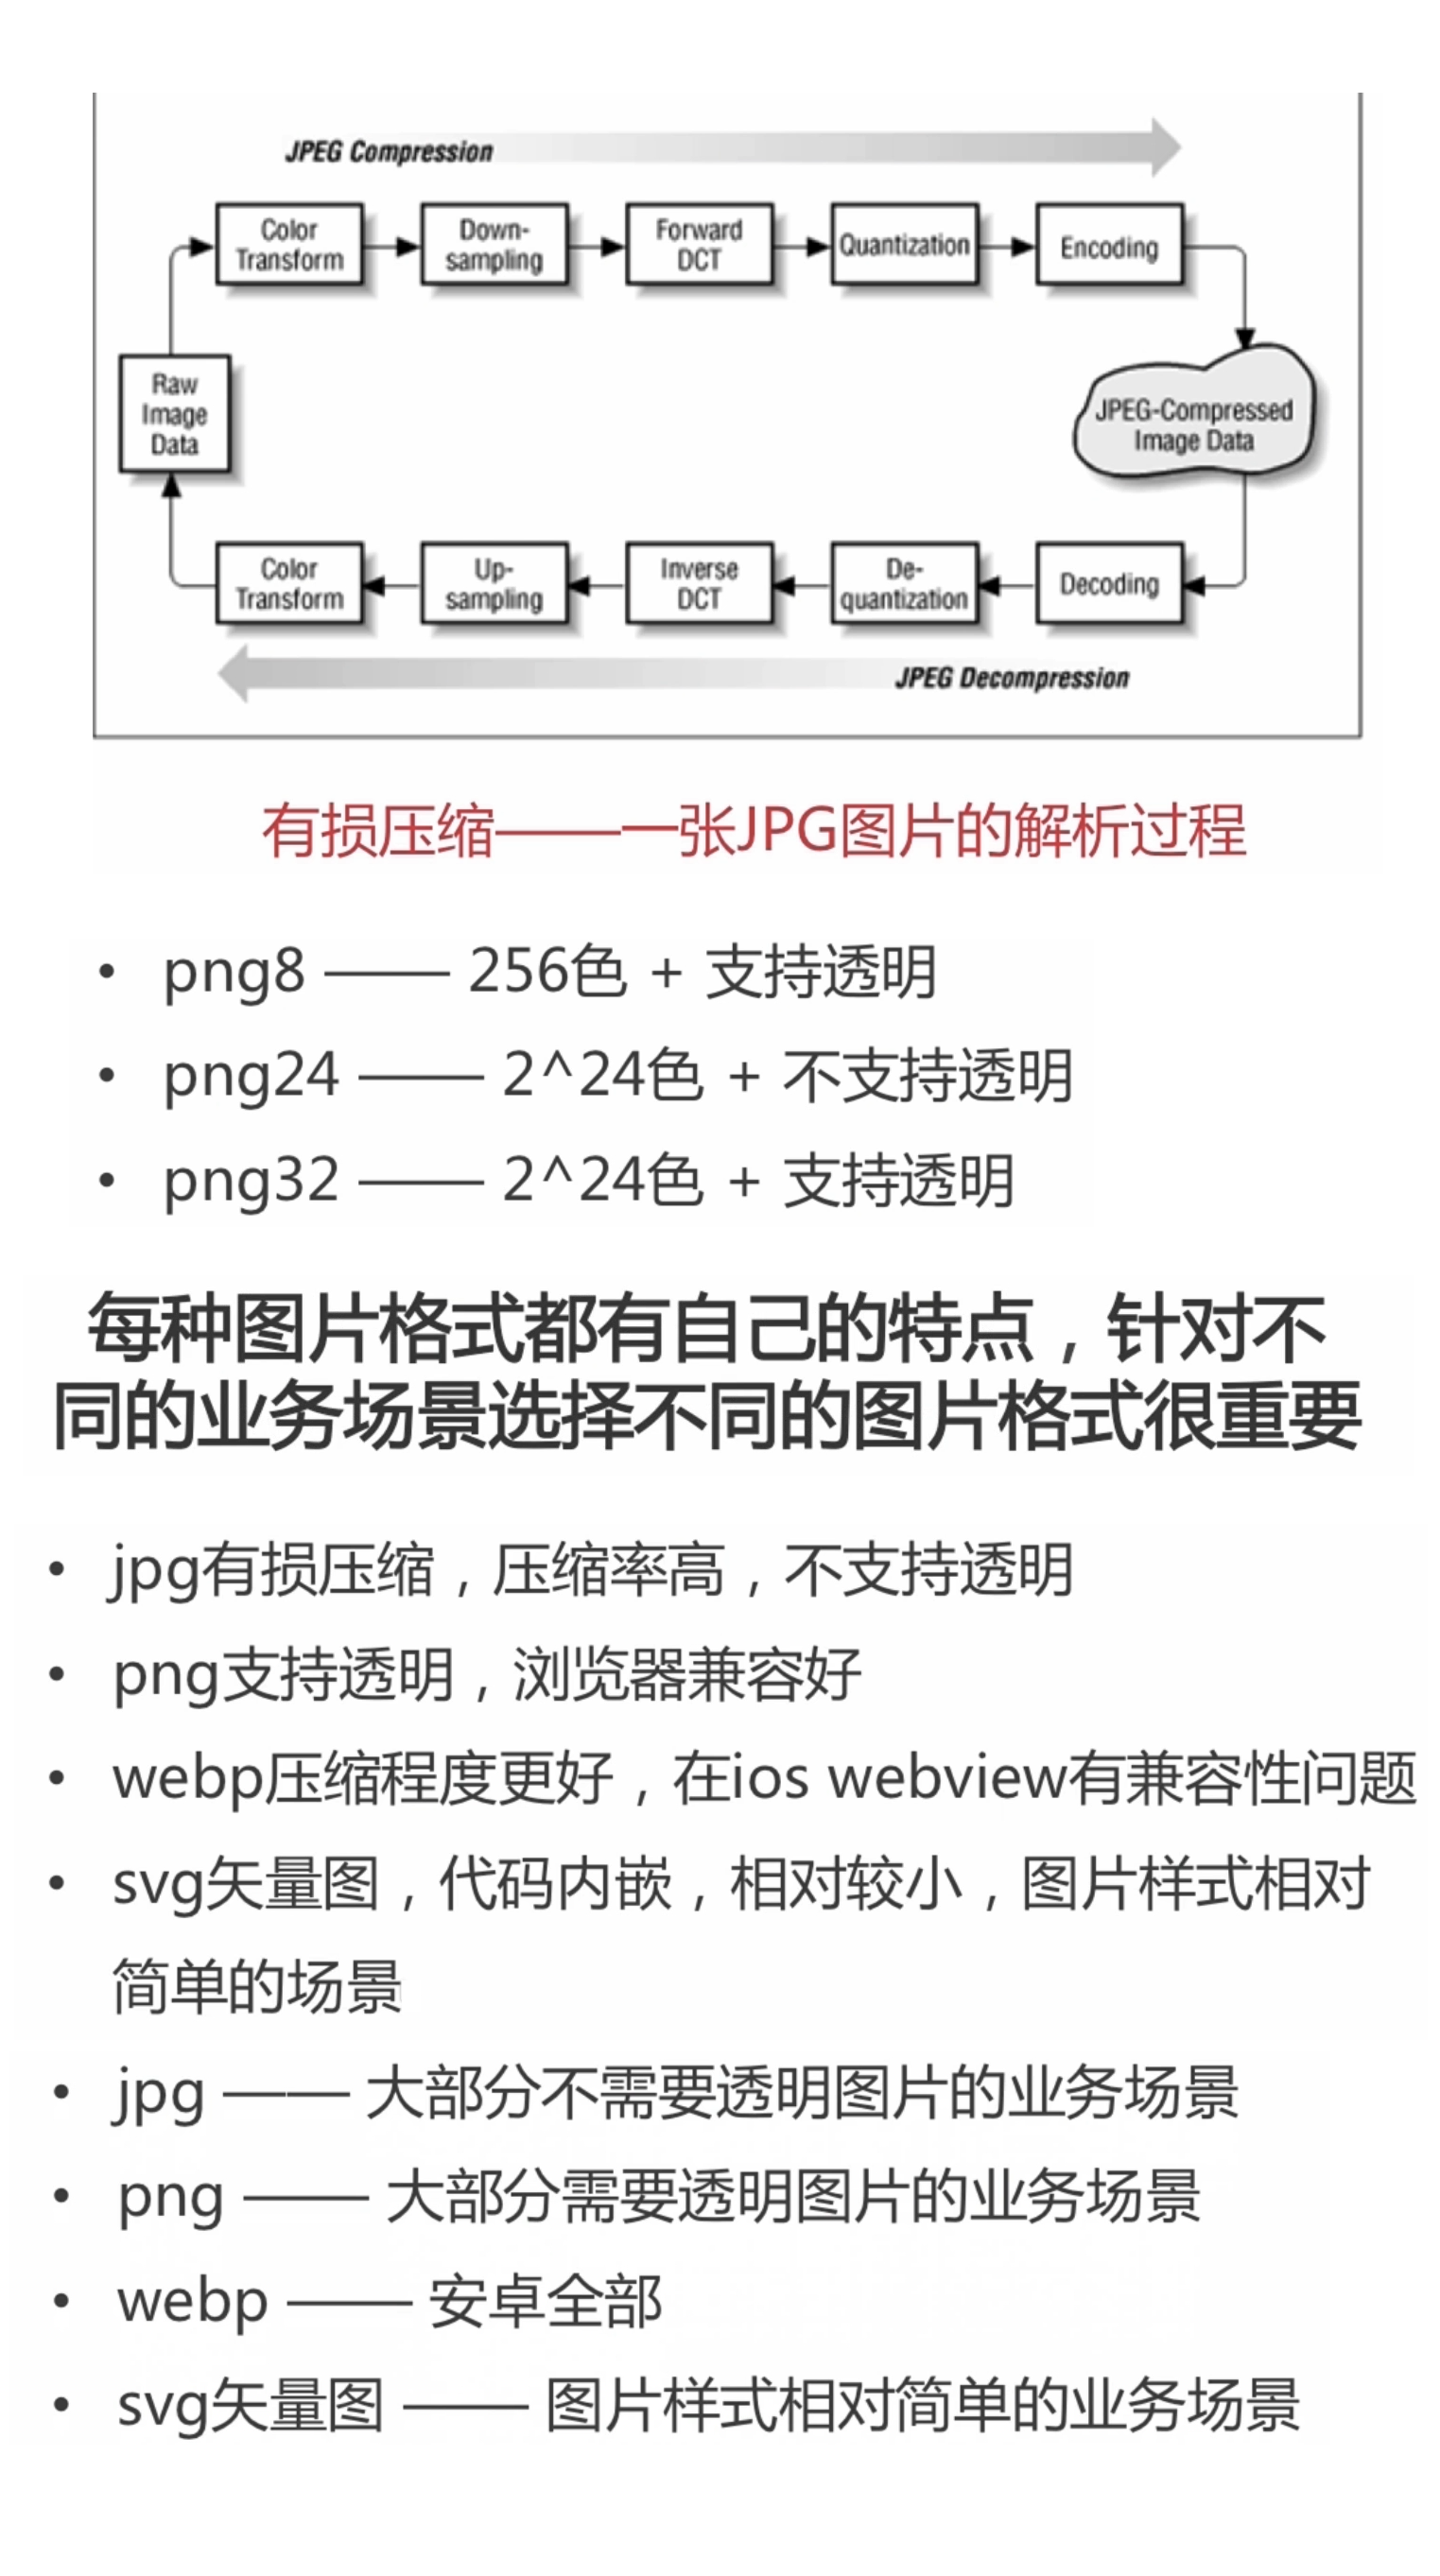 JPEG Compression
Color
Transform
Down-
sampling
Forward
DCT
Quantization
Encoding
Raw
Image
Data
JPEG-Compressed
Image Data
Color
Transform
Up-
sampling
Inverse
DCT
De-
quantization
Decoding
JPEG Decompression
有损压缩——一张JPG图片的解析过程
• png8 —— 256色 + 支持透明
• png24 —— 2^24色 + 不支持透明
• png32 —— 2^24色 + 支持透明
每种图片格式都有自己的特点，针对不
同的业务场景选择不同的图片格式很重要
• jpg有损压缩，压缩率高，不支持透明
• png支持透明，浏览器兼容好
• webp压缩程度更好，在ios webview有兼容性问题
• svg矢量图，代码内嵌，相对较小，图片样式相对
简单的场景
• jpg —— 大部分不需要透明图片的业务场景
• png —— 大部分需要透明图片的业务场景
• webp —— 安卓全部
• svg矢量图 —— 图片样式相对简单的业务场景